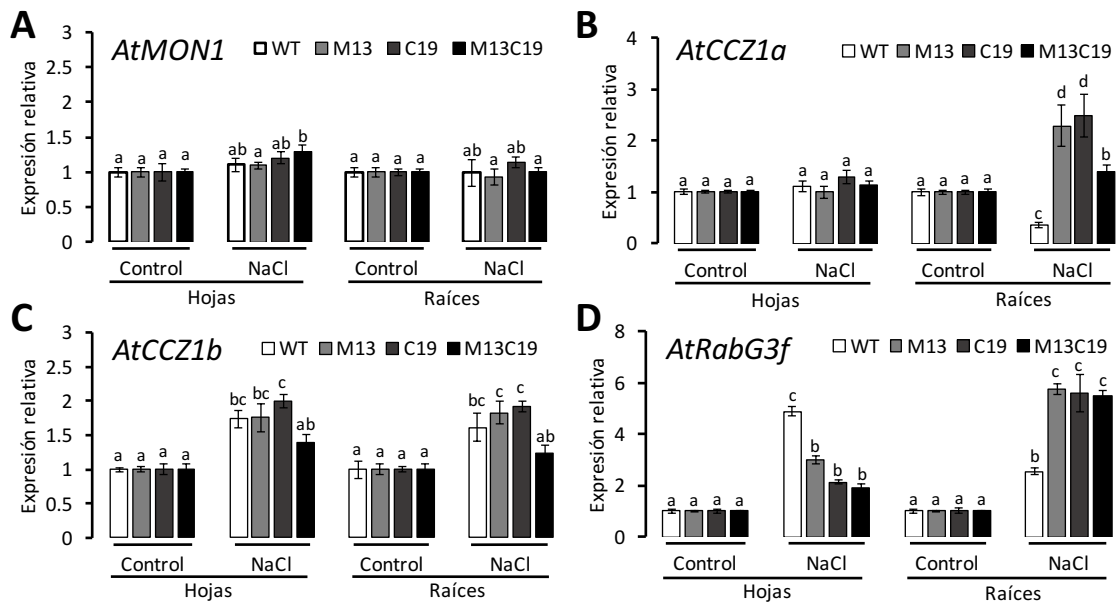 A
AtMON1
WT M13 C19 M13C19
Expresión relativa
3
2.5
2
1.5
1
0.5
0
a a a a
ab a ab b
a a a a
ab a ab a
Control NaCl Control NaCl
Hojas Raíces
B
AtCCZ1a
WT M13 C19 M13C19
Expresión relativa
4
3
2
1
0
a a a a
a a a a
a a a a
c d d b
Control NaCl Control NaCl
Hojas Raíces
C
AtCCZ1b
WT M13 C19 M13C19
Expresión relativa
3
2.5
2
1.5
1
0.5
0
a a a a
bc bc c ab
a a a a
bc c c ab
Control NaCl Control NaCl
Hojas Raíces
D
AtRabG3f
WT M13 C19 M13C19
Expresión relativa
8
6
4
2
0
a a a a
c b b b
a a a a
b c c c
Control NaCl Control NaCl
Hojas Raíces